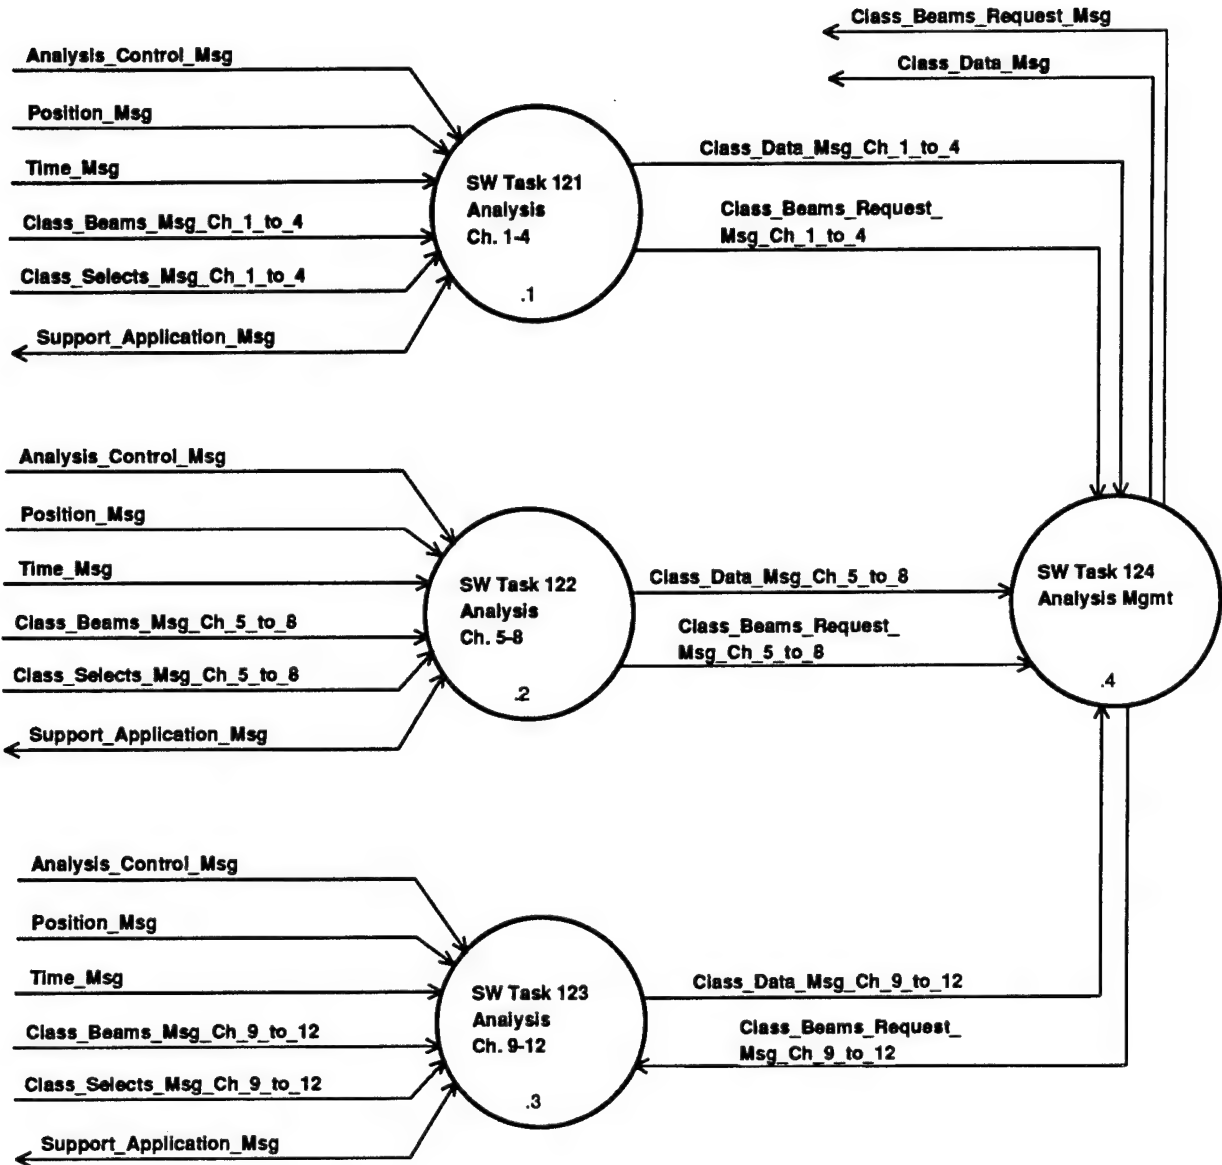 Class_Beams_Request_Msg
Class_Data_Msg
Analysis_Control_Msg
Position_Msg
Time_Msg
Class_Beams_Msg_Ch_1_to_4
Class_Selects_Msg_Ch_1_to_4
Support_Application_Msg
SW Task 121
Analysis
Ch. 1-4
.1
Class_Data_Msg_Ch_1_to_4
Class_Beams_Request_
Msg_Ch_1_to_4
Analysis_Control_Msg
Position_Msg
Time_Msg
Class_Beams_Msg_Ch_5_to_8
Class_Selects_Msg_Ch_5_to_8
Support_Application_Msg
SW Task 122
Analysis
Ch. 5-8
.2
Class_Data_Msg_Ch_5_to_8
Class_Beams_Request_
Msg_Ch_5_to_8
SW Task 124
Analysis Mgmt
.4
Analysis_Control_Msg
Position_Msg
Time_Msg
Class_Beams_Msg_Ch_9_to_12
Class_Selects_Msg_Ch_9_to_12
Support_Application_Msg
SW Task 123
Analysis
Ch. 9-12
.3
Class_Data_Msg_Ch_9_to_12
Class_Beams_Request_
Msg_Ch_9_to_12